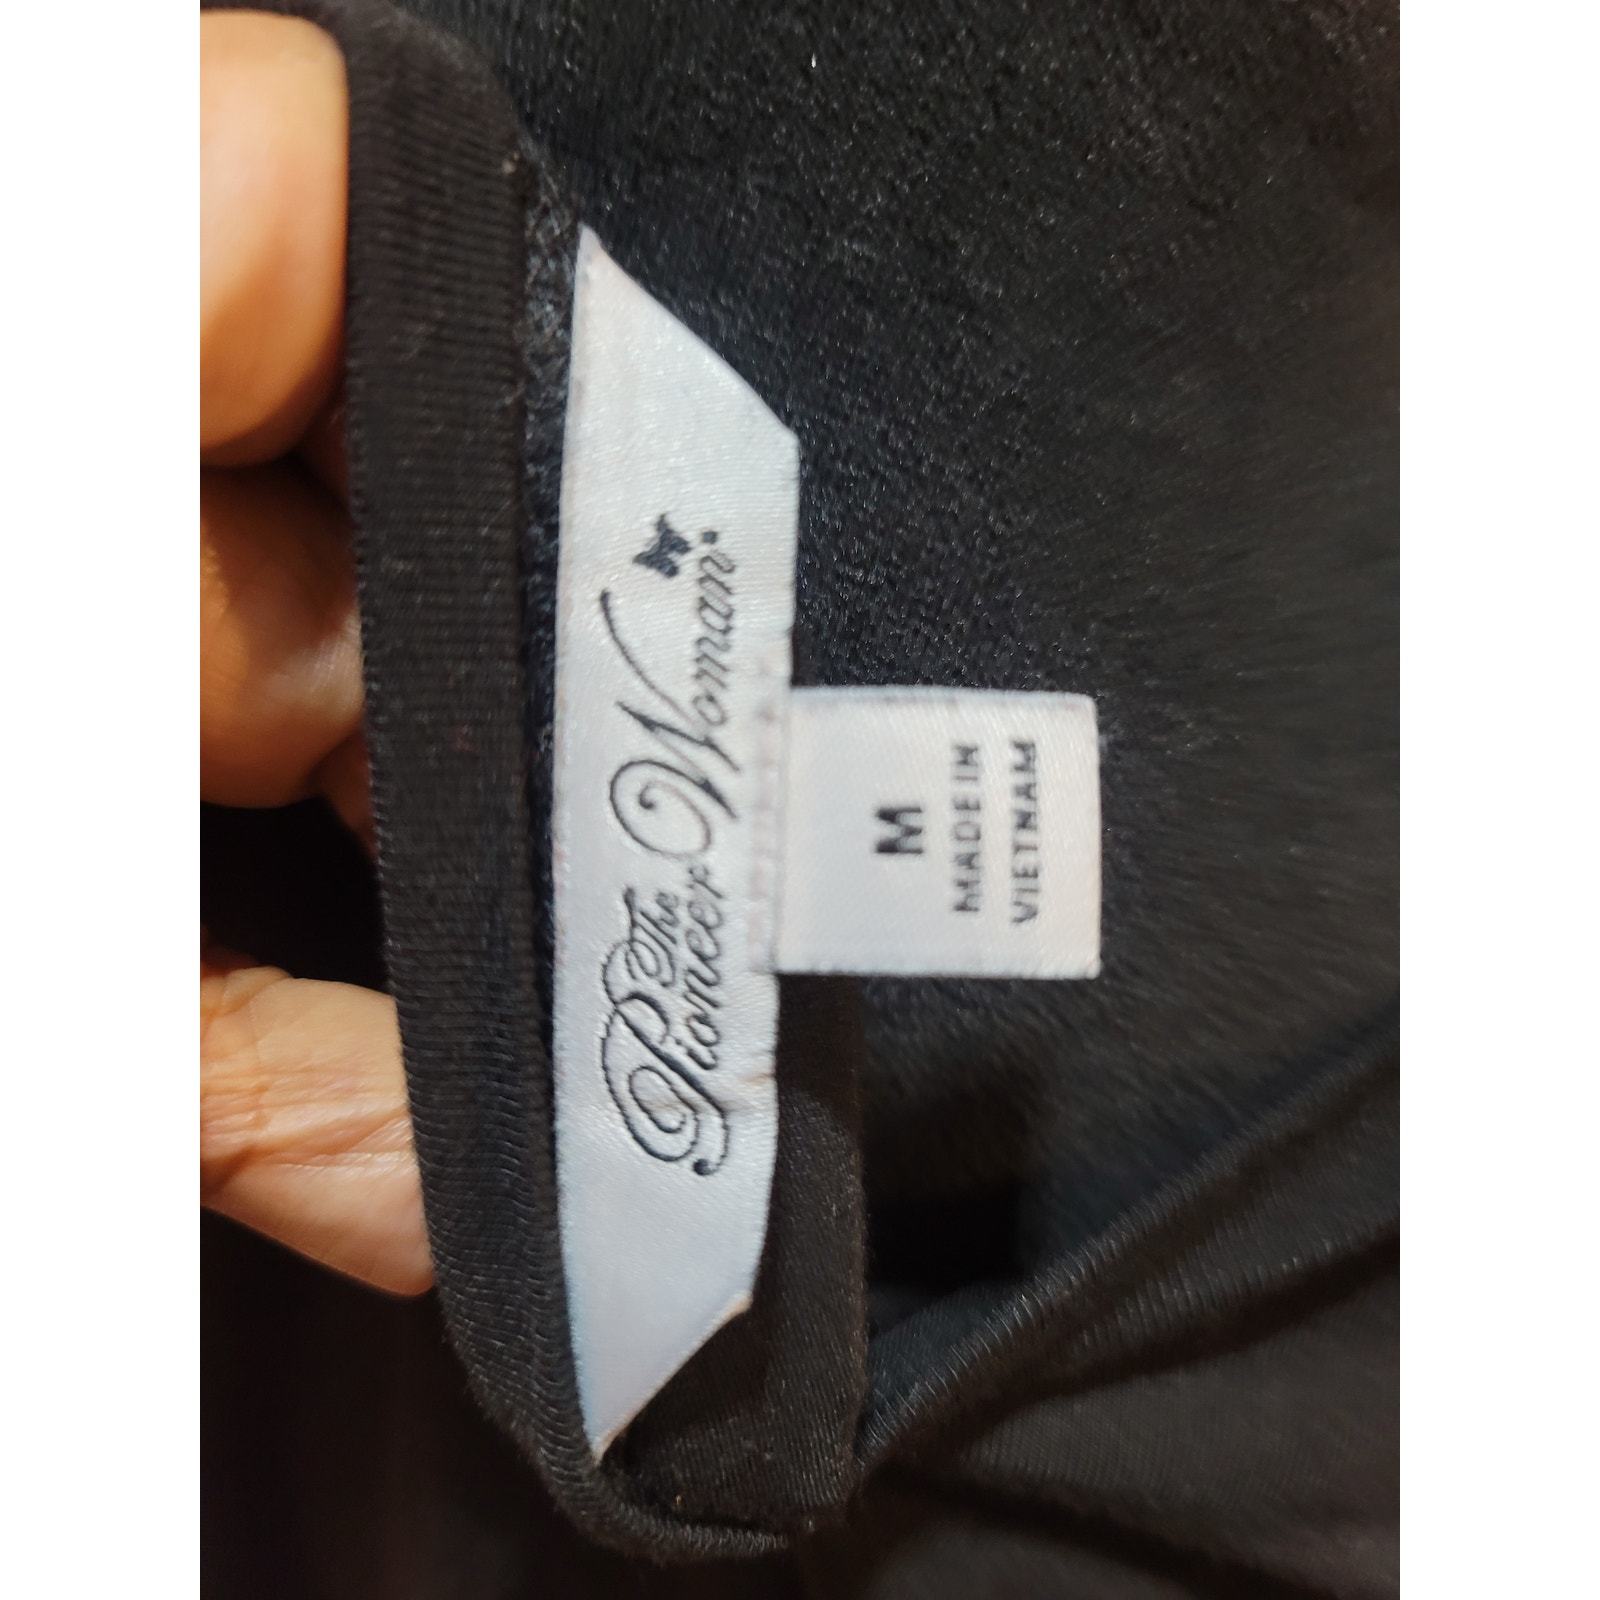 The
Pioneer Woman.
M
MADE IN
VIETNAM